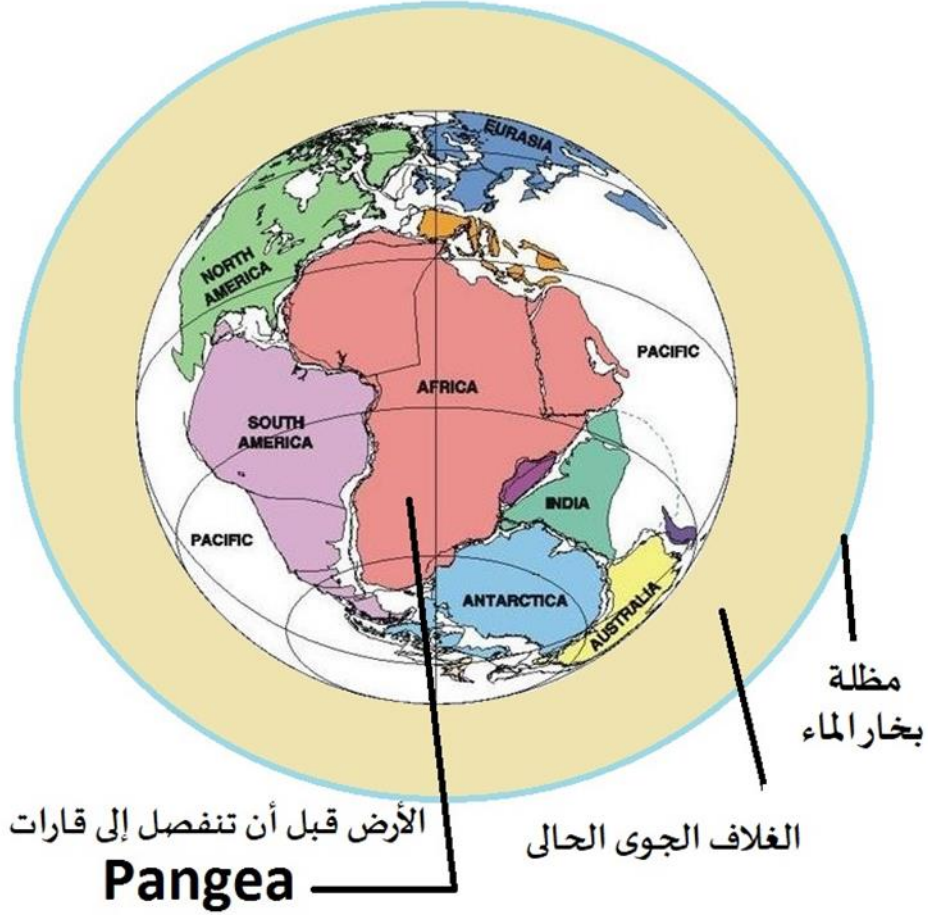 EURASIA
NORTH
AMERICA
PACIFIC
AFRICA
SOUTH
AMERICA
INDIA
PACIFIC
ANTARCTICA
AUSTRALIA
مظلة
بخار الماء
الغلاف الجوى الحالى
الأرض قبل أن تنفصل إلى قارات
Pangea